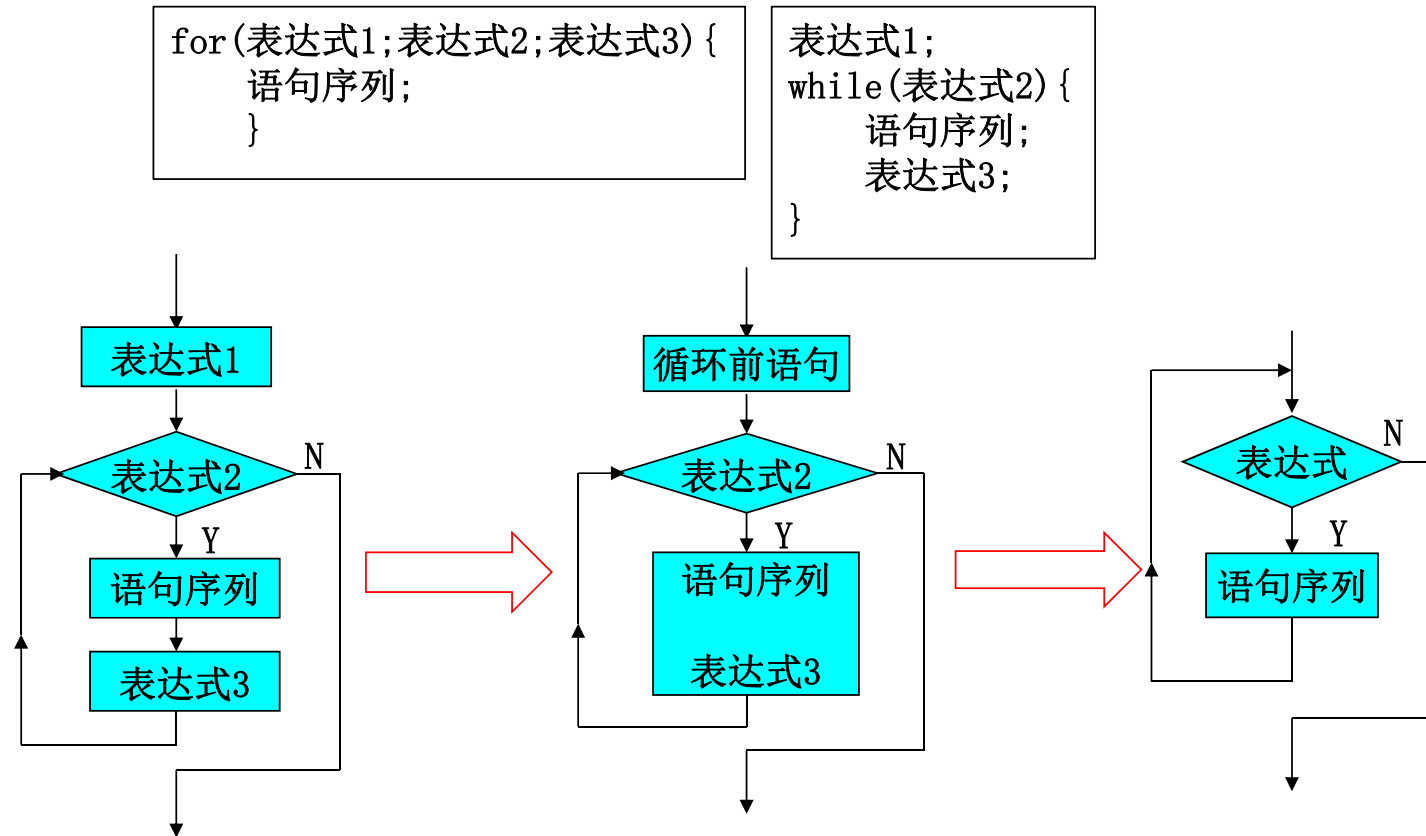 for(表达式1;表达式2;表达式3){
语句序列;
}
表达式1;
while(表达式2){
语句序列;
表达式3;
}
表达式1
表达式2
N
Y
语句序列
表达式3
循环前语句
表达式2
N
Y
语句序列
表达式3
表达式
N
Y
语句序列